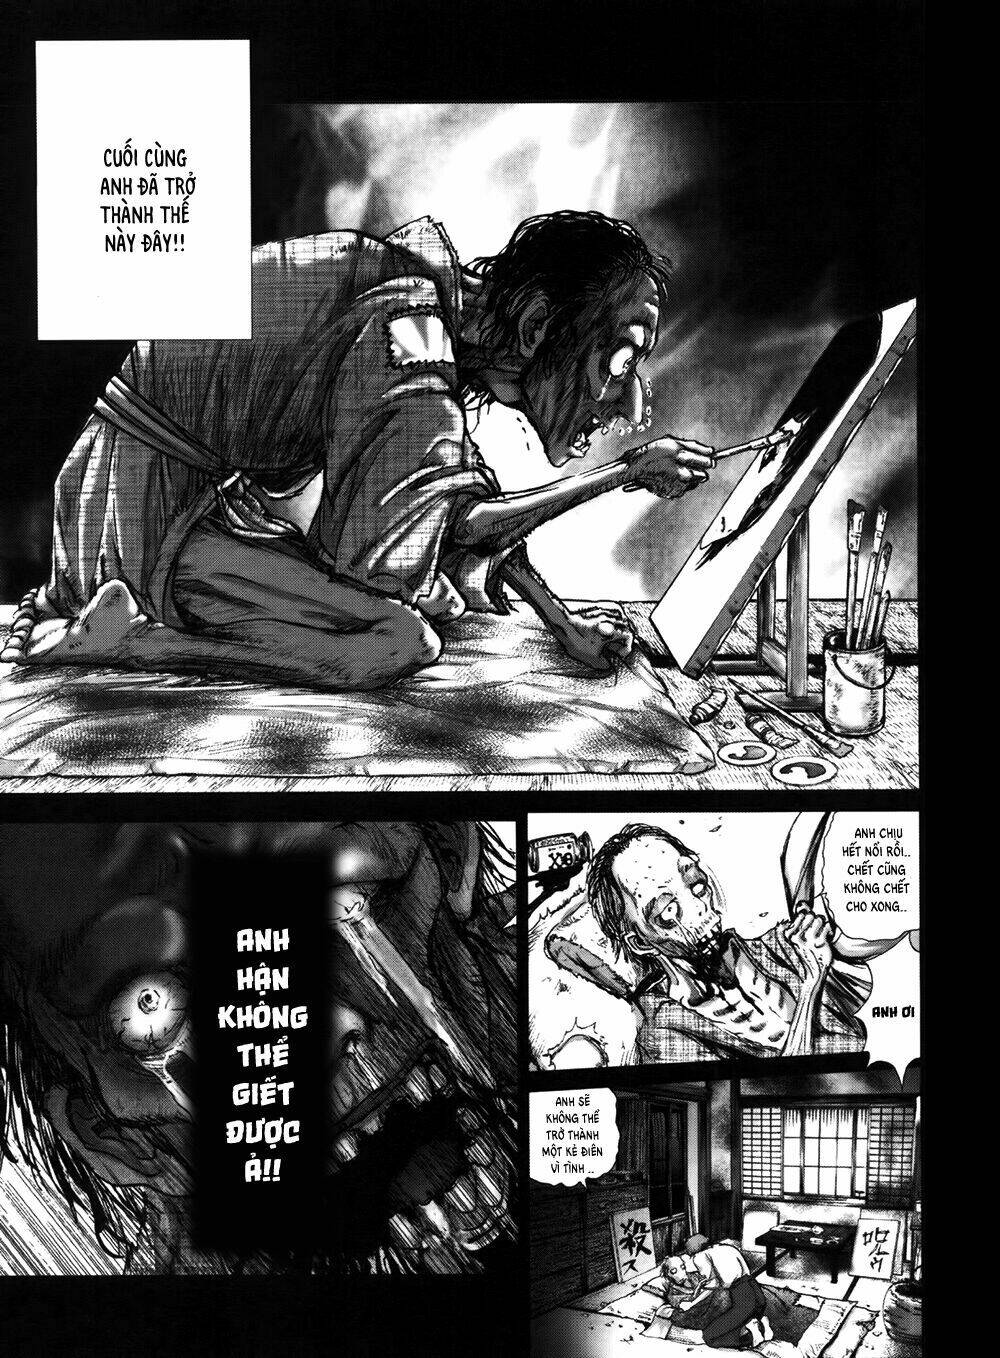 CUỐI CÙNG
ANH ĐÃ TRỞ
THÀNH THẾ
NÀY ĐÂY!!
ANH CHỊU
HẾT NỔI RỒI..
CHẾT CŨNG
KHÔNG CHẾT
CHO XONG..
ANH ƠI
ANH
HẬN
KHÔNG
THỂ
GIẾT
ĐƯỢC
Ả!!
ANH SẼ
KHÔNG THỂ
TRỞ THÀNH
MỘT KẺ ĐIÊN
VÌ TÌNH ..
殺
ス
呪